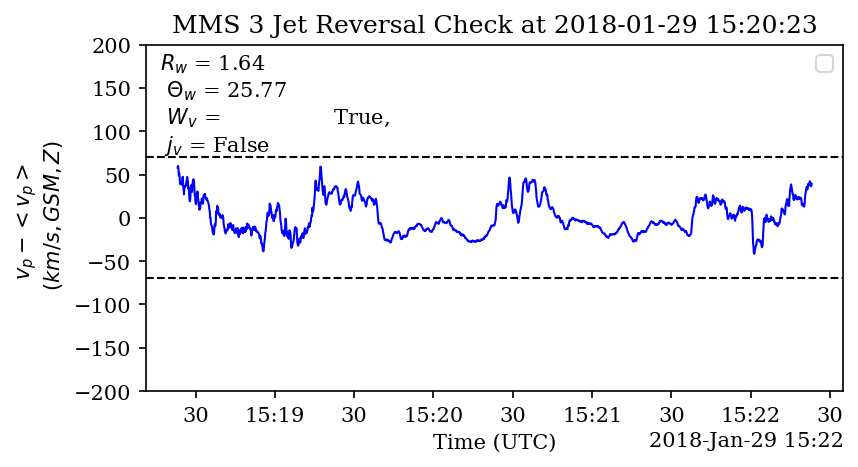 MMS 3 Jet Reversal Check at 2018-01-29 15:20:23
200
150
100
50
0
−50
−100
−150
−200
v_p − < v_p >
(km/s, GSM, Z)
R_w = 1.64
Θ_w = 25.77
W_v = True,
j_v = False
30 15:19 30 15:20 30 15:21 30 15:22 30
Time (UTC)
2018-Jan-29 15:22